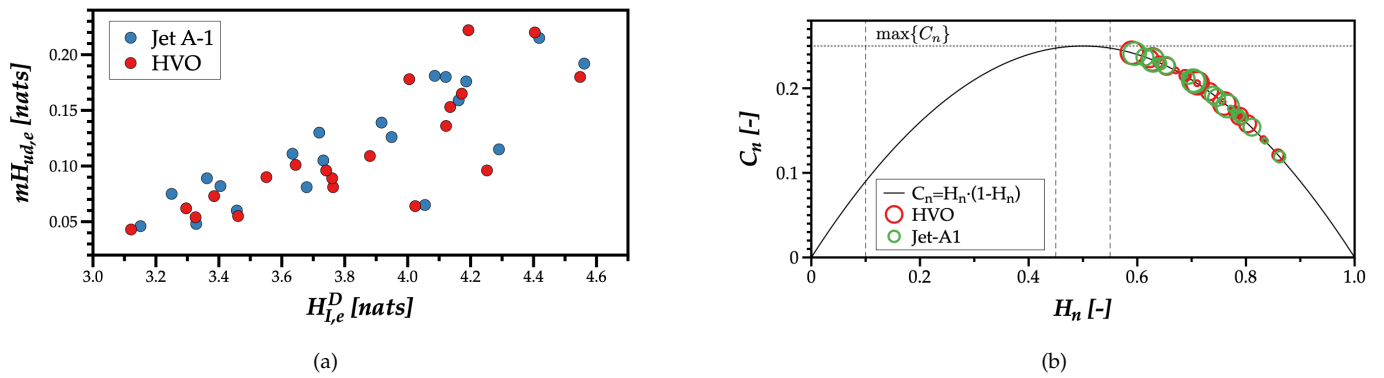 Jet A-1
HVO
0.20
0.15
0.10
0.05
mH_ud,e [nats]
3.0 3.2 3.4 3.6 3.8 4.0 4.2 4.4 4.6
H^D_I,e [nats]
(a)
max{C_n}
0.2
0.1
0
C_n [-]
C_n=H_n·(1-H_n)
HVO
Jet-A1
0 0.2 0.4 0.6 0.8 1.0
H_n [-]
(b)